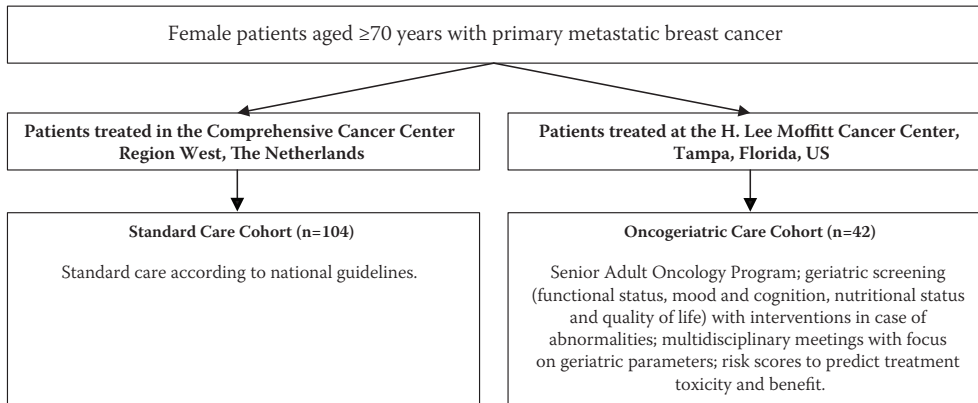 Female patients aged ≥70 years with primary metastatic breast cancer
Patients treated in the Comprehensive Cancer Center
Region West, The Netherlands
Patients treated at the H. Lee Moffitt Cancer Center,
Tampa, Florida, US
Standard Care Cohort (n=104)
Standard care according to national guidelines.
Oncogeriatric Care Cohort (n=42)
Senior Adult Oncology Program; geriatric screening
(functional status, mood and cognition, nutritional status
and quality of life) with interventions in case of
abnormalities; multidisciplinary meetings with focus
on geriatric parameters; risk scores to predict treatment
toxicity and benefit.